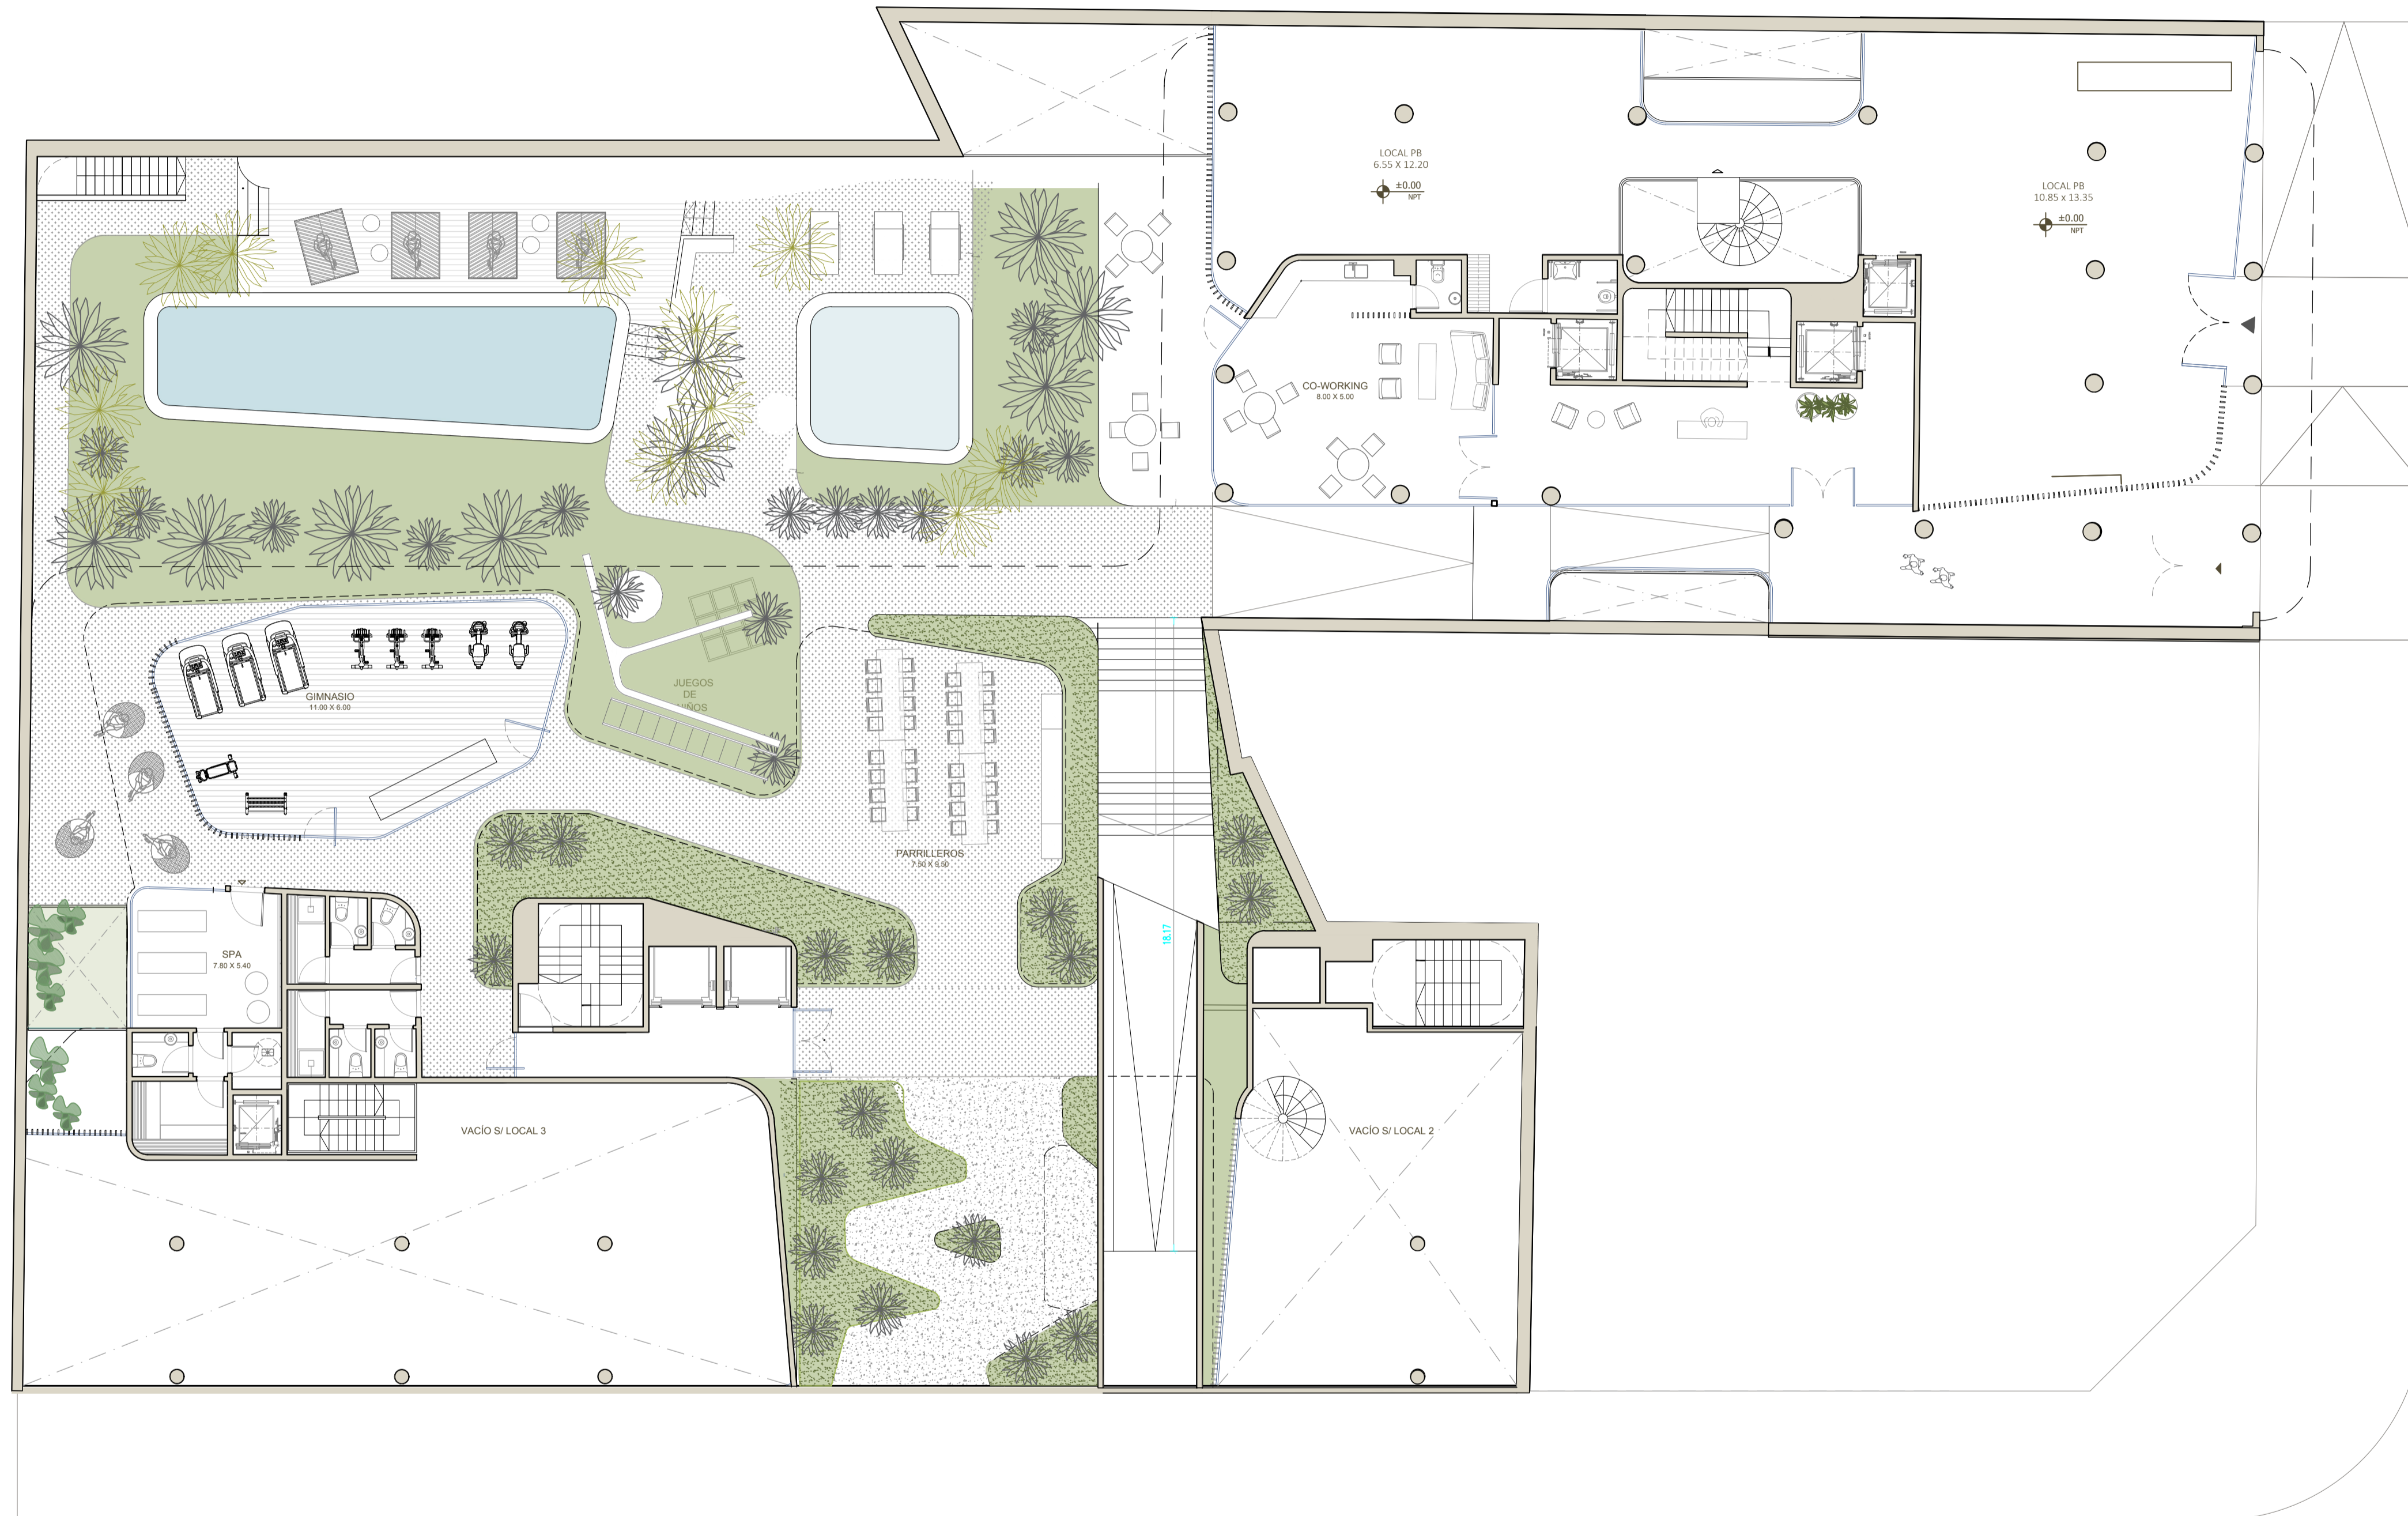 LOCAL PB
6.55 X 12.20
±0.00
NPT
LOCAL PB
10.85 x 13.35
±0.00
NPT
CO-WORKING
8.00 X 5.00
GIMNASIO
11.00 X 6.00
JUEGOS
DE
NIÑOS
PARRILLEROS
7.50 X 9.50
18.17
SPA
7.80 X 5.40
VACÍO S/ LOCAL 3
VACÍO S/ LOCAL 2